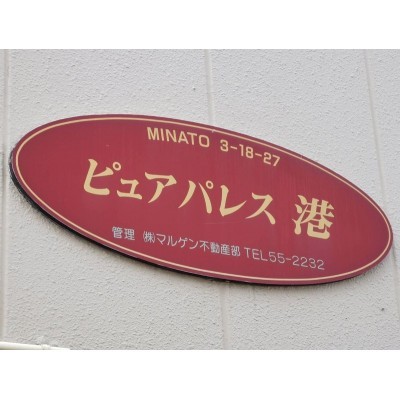 MINATO 3-18-27
ピュアパレス 港
管理 ㈱マルゲン不動産部 TEL55-2232